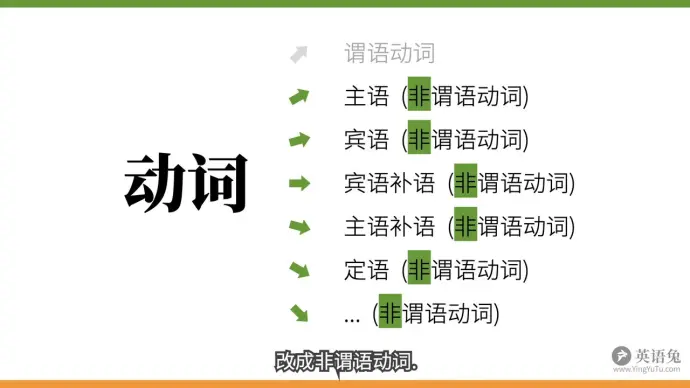 谓语动词
主语 (非谓语动词)
宾语 (非谓语动词)
动词
宾语补语 (非谓语动词)
主语补语 (非谓语动词)
定语 (非谓语动词)
... (非谓语动词)
改成非谓语动词.
英语兔
www.YingYuTu.com